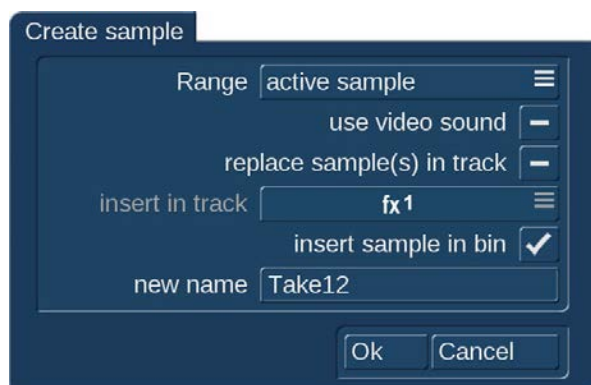 Create sample
Range active sample
use video sound
replace sample(s) in track
insert in track fx1
insert sample in bin
new name Take12
Ok Cancel